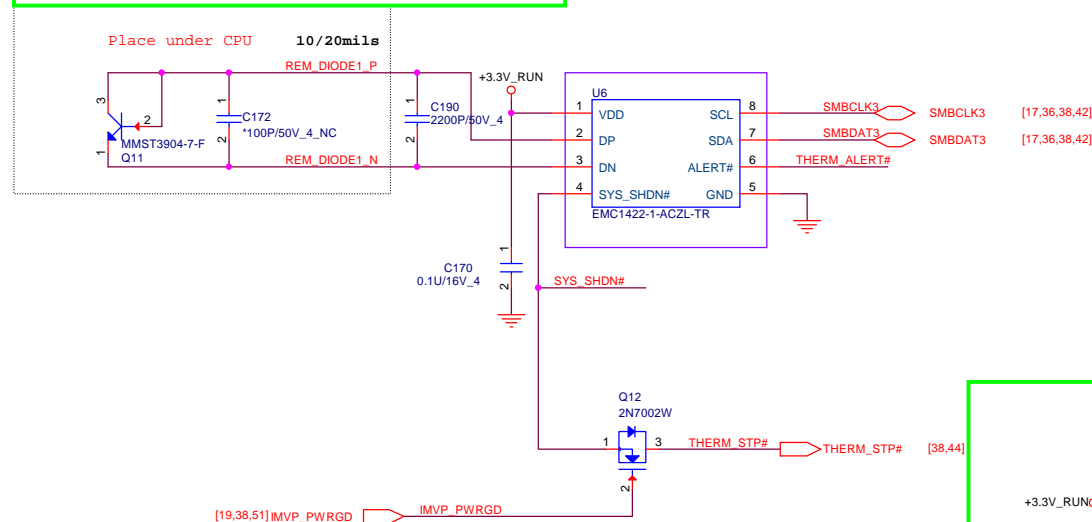 Place under CPU 10/20mils
REM_DIODE1_P
+3.3V_RUN
3
2
1
MMST3904-7-F
Q11
1
C172
*100P/50V_4_NC
2
1
C190
2200P/50V_4
2
REM_DIODE1_N
U6
1 VDD
2 DP
3 DN
4 SYS_SHDN#
SCL 8
SDA 7
ALERT# 6
GND 5
EMC1422-1-ACZL-TR
SMBCLK3 SMBCLK3 [17,36,38,42]
SMBDAT3 SMBDAT3 [17,36,38,42]
THERM_ALERT#
1
C170
0.1U/16V_4
2
SYS_SHDN#
Q12
2N7002W
1
3
2
THERM_STP# THERM_STP# [38,44]
[19,38,51] IMVP_PWRGD IMVP_PWRGD
+3.3V_RUN